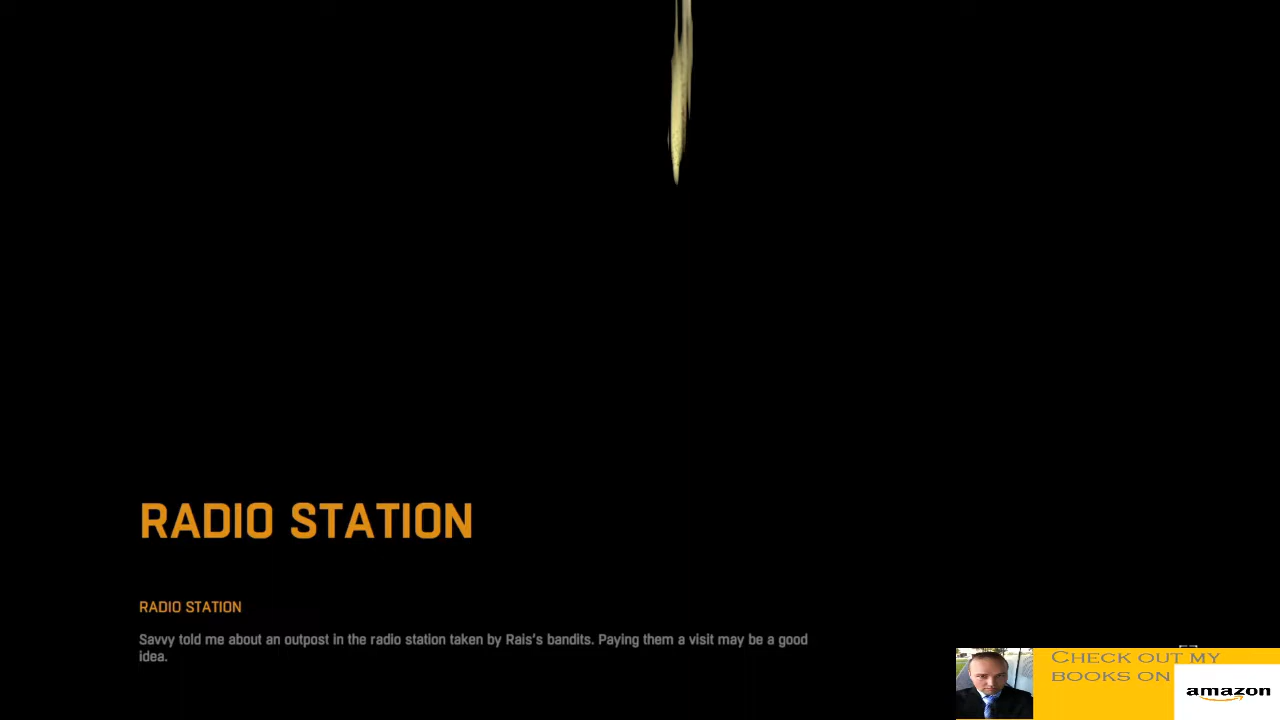 RADIO STATION
RADIO STATION
Savvy told me about an outpost in the radio station taken by Rais's bandits. Paying them a visit may be a good
idea.
Check out my
books on
amazon